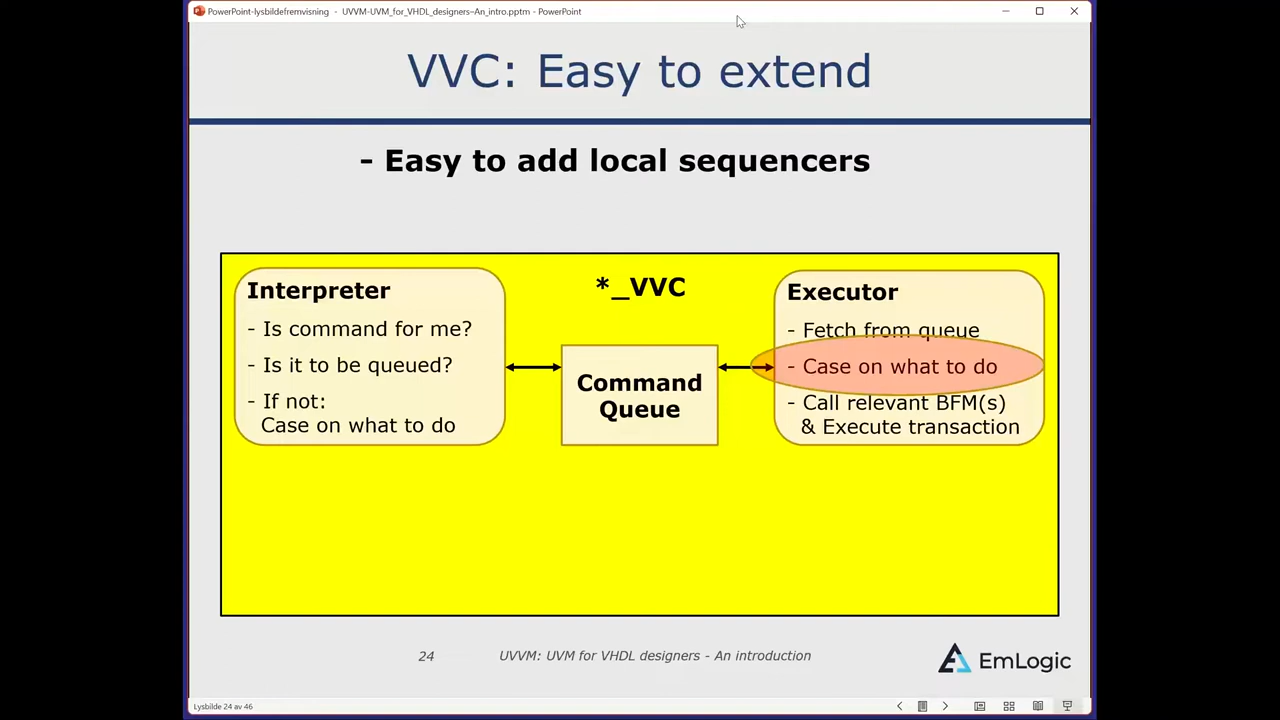 PowerPoint-lysbildefremvisning - UVVM-UVM_for_VHDL_designers–An_intro.pptm - PowerPoint
VVC: Easy to extend
- Easy to add local sequencers
*_VVC
Interpreter
- Is command for me?
- Is it to be queued?
- If not:
Case on what to do
Command
Queue
Executor
- Fetch from queue
- Case on what to do
- Call relevant BFM(s)
& Execute transaction
24
UVVM: UVM for VHDL designers - An introduction
EmLogic
Lysbilde 24 av 46